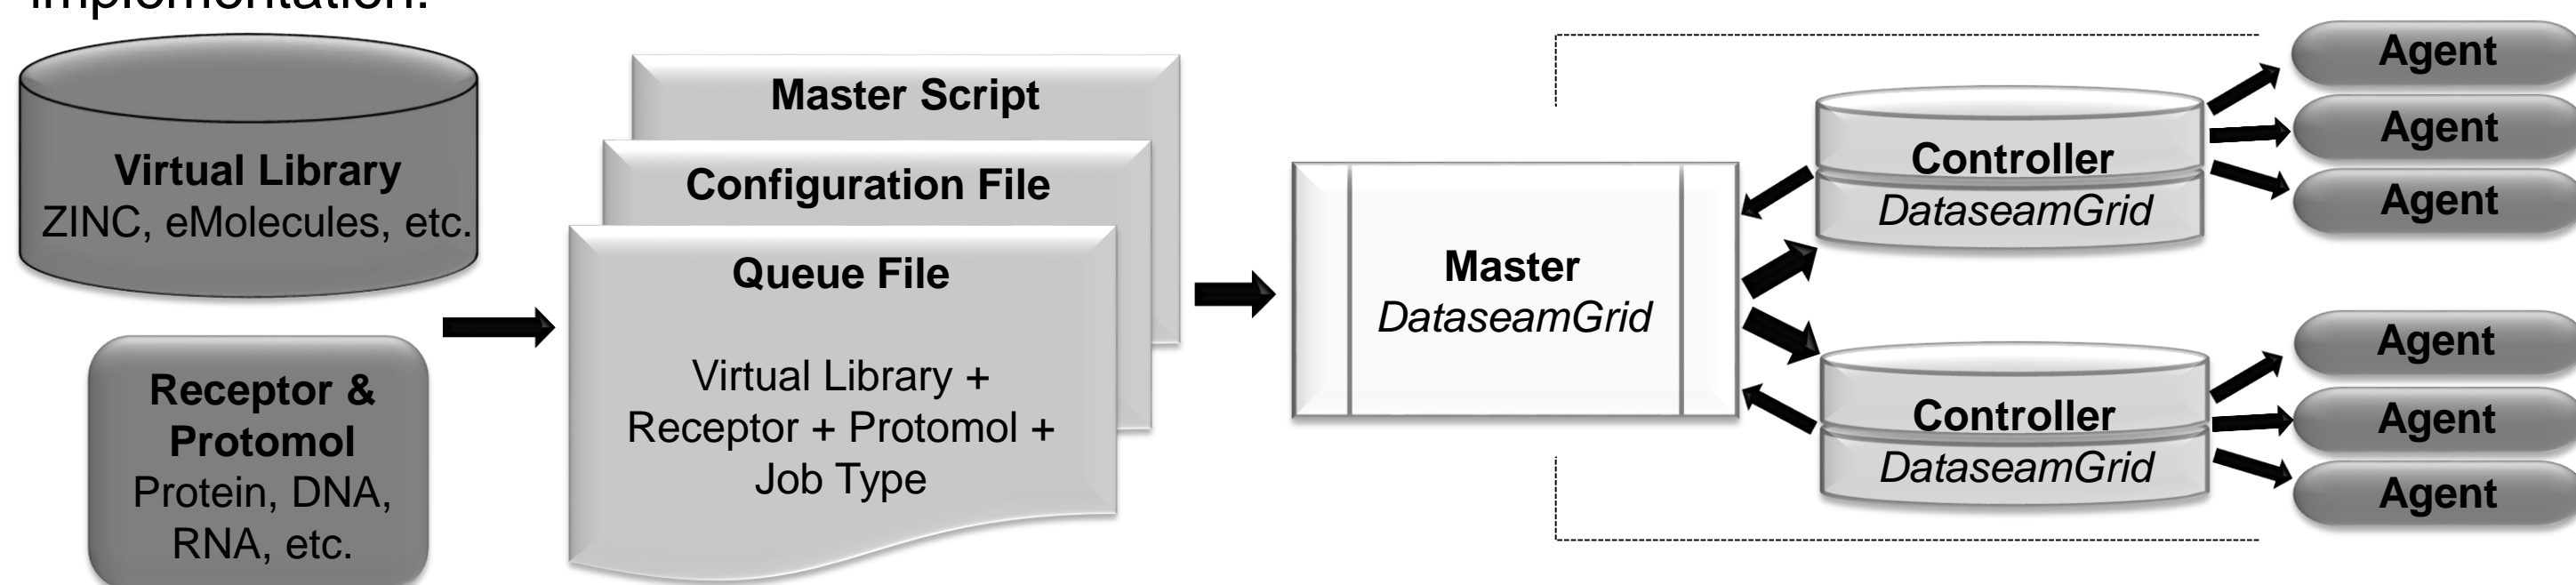 implementation.
Virtual Library
ZINC, eMolecules, etc.
Receptor &
Protomol
Protein, DNA,
RNA, etc.
Master Script
Configuration File
Queue File
Virtual Library +
Receptor + Protomol +
Job Type
Master
DataseamGrid
Controller
DataseamGrid
Controller
DataseamGrid
Agent
Agent
Agent
Agent
Agent
Agent